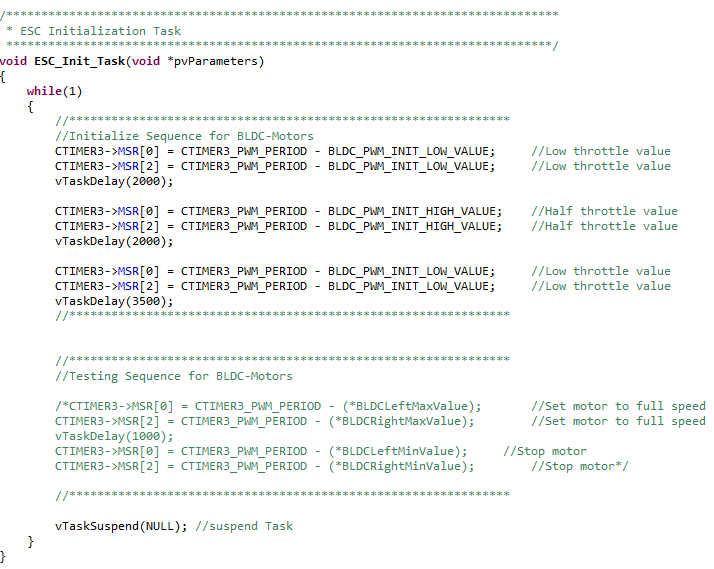 /*******************************************************************************
 * ESC Initialization Task
 ******************************************************************************/
void ESC_Init_Task(void *pvParameters)
{
    while(1)
    {
        //***************************************************************
        //Initialize Sequence for BLDC-Motors
        CTIMER3->MSR[0] = CTIMER3_PWM_PERIOD - BLDC_PWM_INIT_LOW_VALUE;     //Low throttle value
        CTIMER3->MSR[2] = CTIMER3_PWM_PERIOD - BLDC_PWM_INIT_LOW_VALUE;     //Low throttle value
        vTaskDelay(2000);

        CTIMER3->MSR[0] = CTIMER3_PWM_PERIOD - BLDC_PWM_INIT_HIGH_VALUE;    //Half throttle value
        CTIMER3->MSR[2] = CTIMER3_PWM_PERIOD - BLDC_PWM_INIT_HIGH_VALUE;    //Half throttle value
        vTaskDelay(2000);

        CTIMER3->MSR[0] = CTIMER3_PWM_PERIOD - BLDC_PWM_INIT_LOW_VALUE;     //Low throttle value
        CTIMER3->MSR[2] = CTIMER3_PWM_PERIOD - BLDC_PWM_INIT_LOW_VALUE;     //Low throttle value
        vTaskDelay(3500);
        //***************************************************************


        //***************************************************************
        //Testing Sequence for BLDC-Motors

        /*CTIMER3->MSR[0] = CTIMER3_PWM_PERIOD - (*BLDCLeftMaxValue);       //Set motor to full speed
        CTIMER3->MSR[2] = CTIMER3_PWM_PERIOD - (*BLDCRightMaxValue);        //Set motor to full speed
        vTaskDelay(1000);
        CTIMER3->MSR[0] = CTIMER3_PWM_PERIOD - (*BLDCLeftMinValue);     //Stop motor
        CTIMER3->MSR[2] = CTIMER3_PWM_PERIOD - (*BLDCRightMinValue);        //Stop motor*/

        //***************************************************************

        vTaskSuspend(NULL); //suspend Task
    }
}